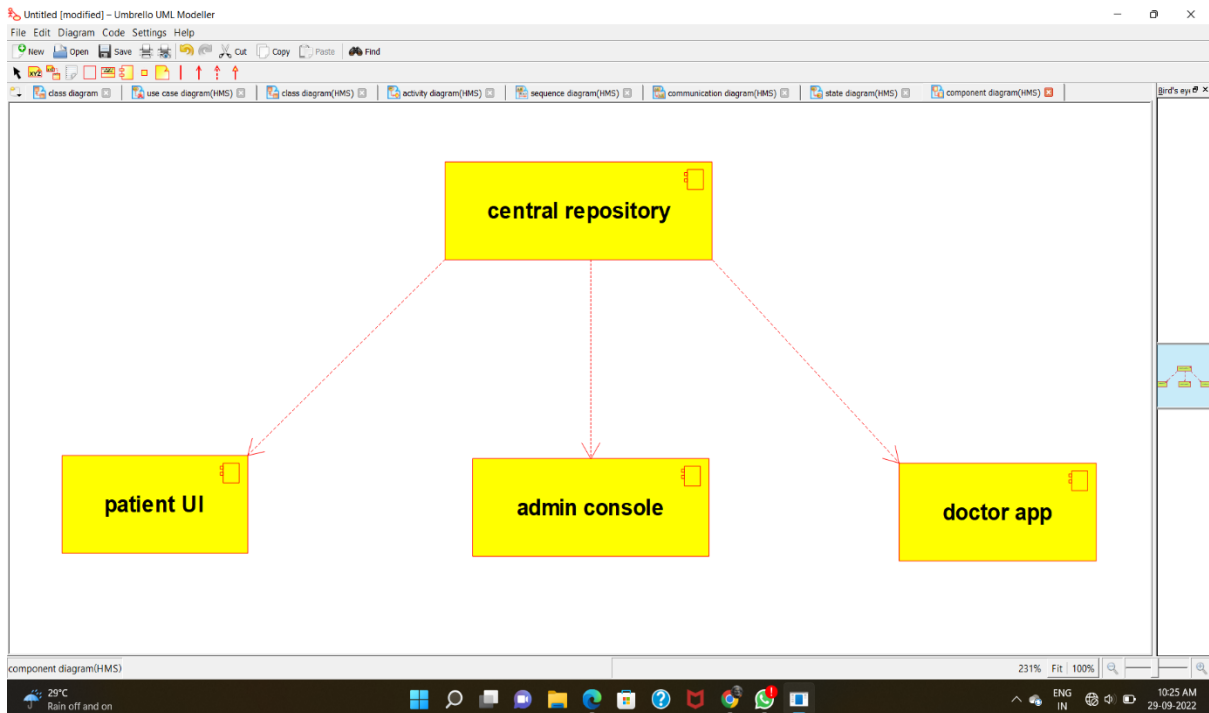 Untitled [modified] – Umbrello UML Modeller
File Edit Diagram Code Settings Help
New Open Save Cut Copy Paste Find
class diagram use case diagram(HMS) class diagram(HMS) activity diagram(HMS) sequence diagram(HMS) communication diagram(HMS) state diagram(HMS) component diagram(HMS) Bird's eye
central repository
patient UI
admin console
doctor app
component diagram(HMS)
231% Fit 100%
29°C
Rain off and on
ENG
IN
10:25 AM
29-09-2022